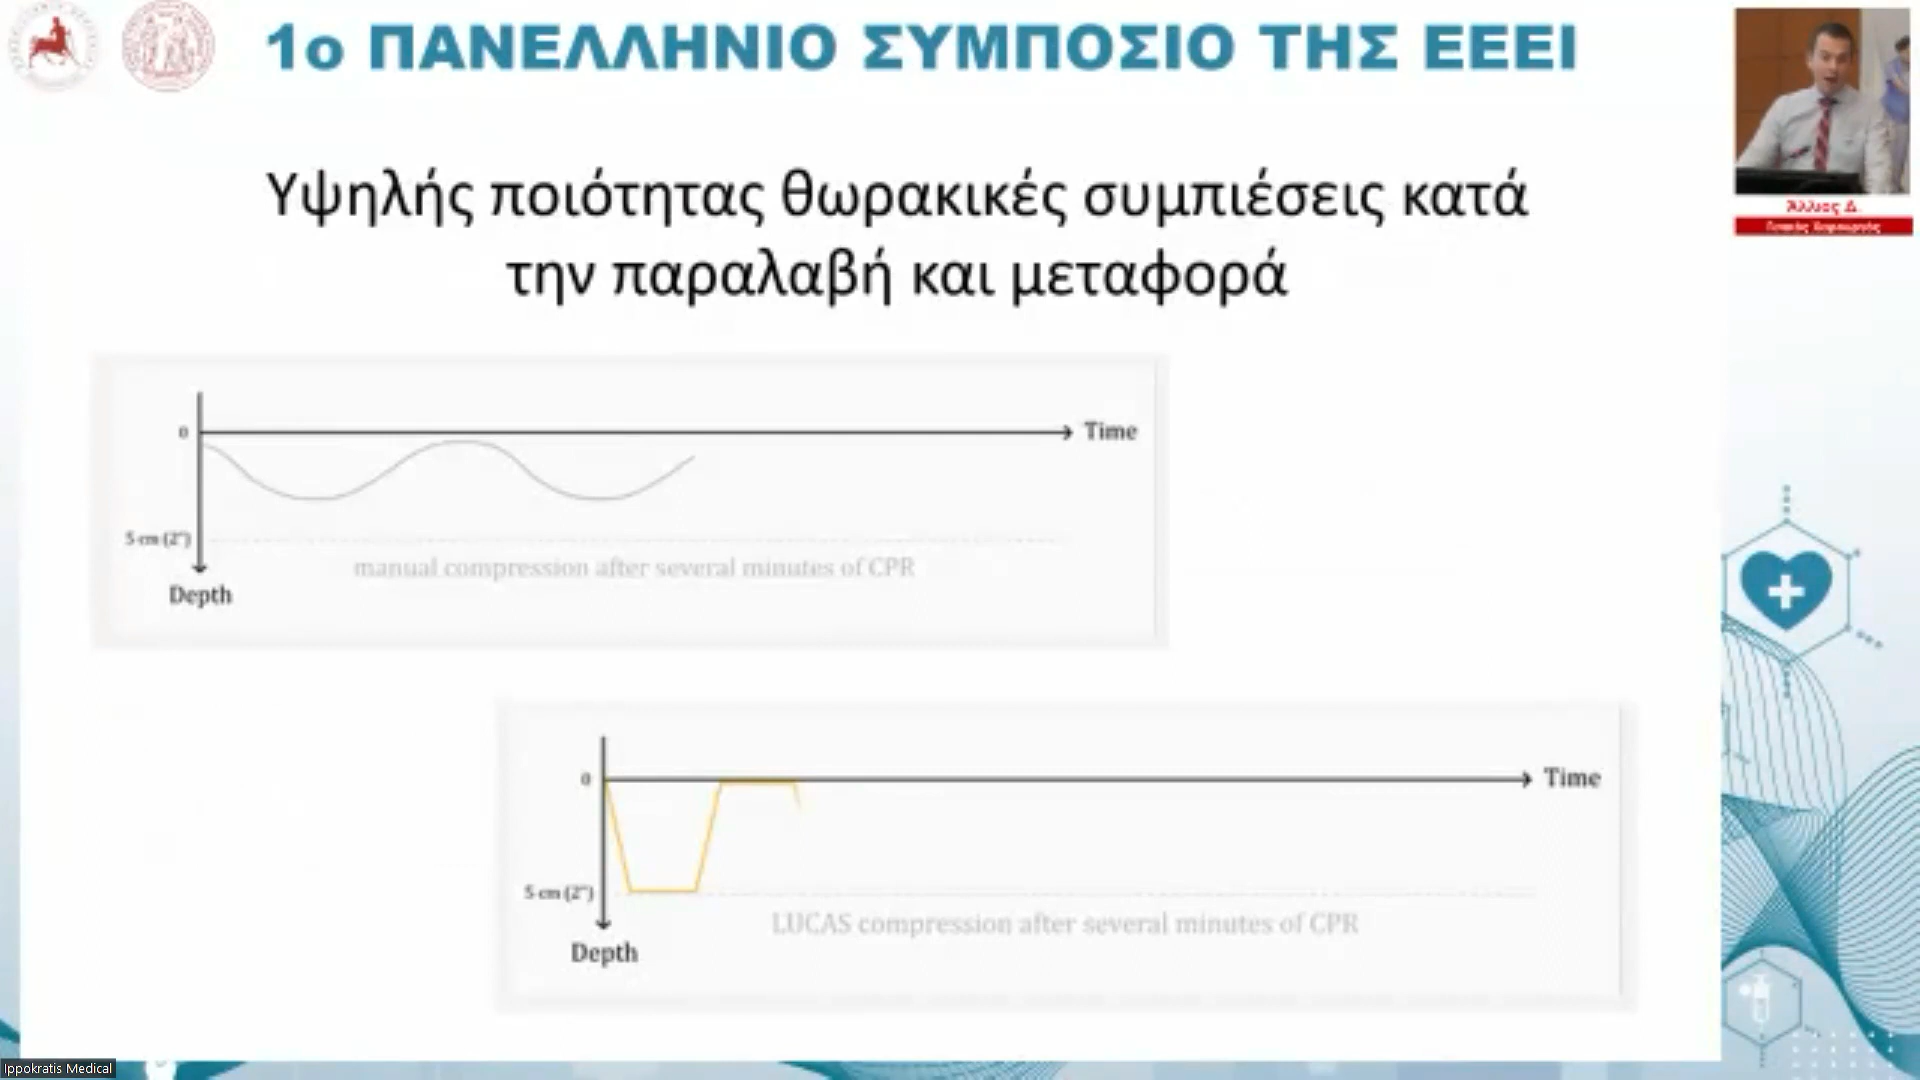 1ο ΠΑΝΕΛΛΗΝΙΟ ΣΥΜΠΟΣΙΟ ΤΗΣ ΕΕΕΙ
Άλλιος Δ.
Υψηλής ποιότητας θωρακικές συμπιέσεις κατά
την παραλαβή και μεταφορά
0
Time
5 cm (2")
manual compression after several minutes of CPR
Depth
0
Time
5 cm (2")
LUCAS compression after several minutes of CPR
Depth
Ippokratis Medical